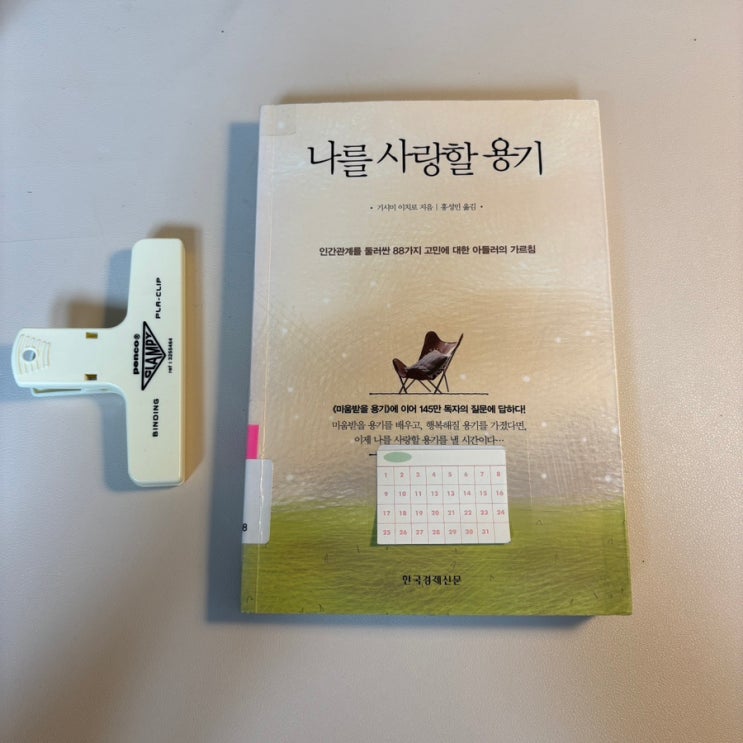 나를 사랑할 용기
• 기시미 이치로 지음 | 홍성민 옮김 •
인간관계를 둘러싼 88가지 고민에 대한 아들러의 가르침
《미움받을 용기》에 이어 145만 독자의 질문에 답하다!
미움받을 용기를 배우고, 행복해질 용기를 가졌다면,
이제 나를 사랑할 용기를 낼 시간이다…
1 2 3 4 5 6 7 8
9 10 11 12 13 14 15 16
17 18 19 20 21 22 23 24
25 26 27 28 29 30 31
한국경제신문
8
PLA-CLIP
penco®
CLAMPY
ref : 3255464
BINDING